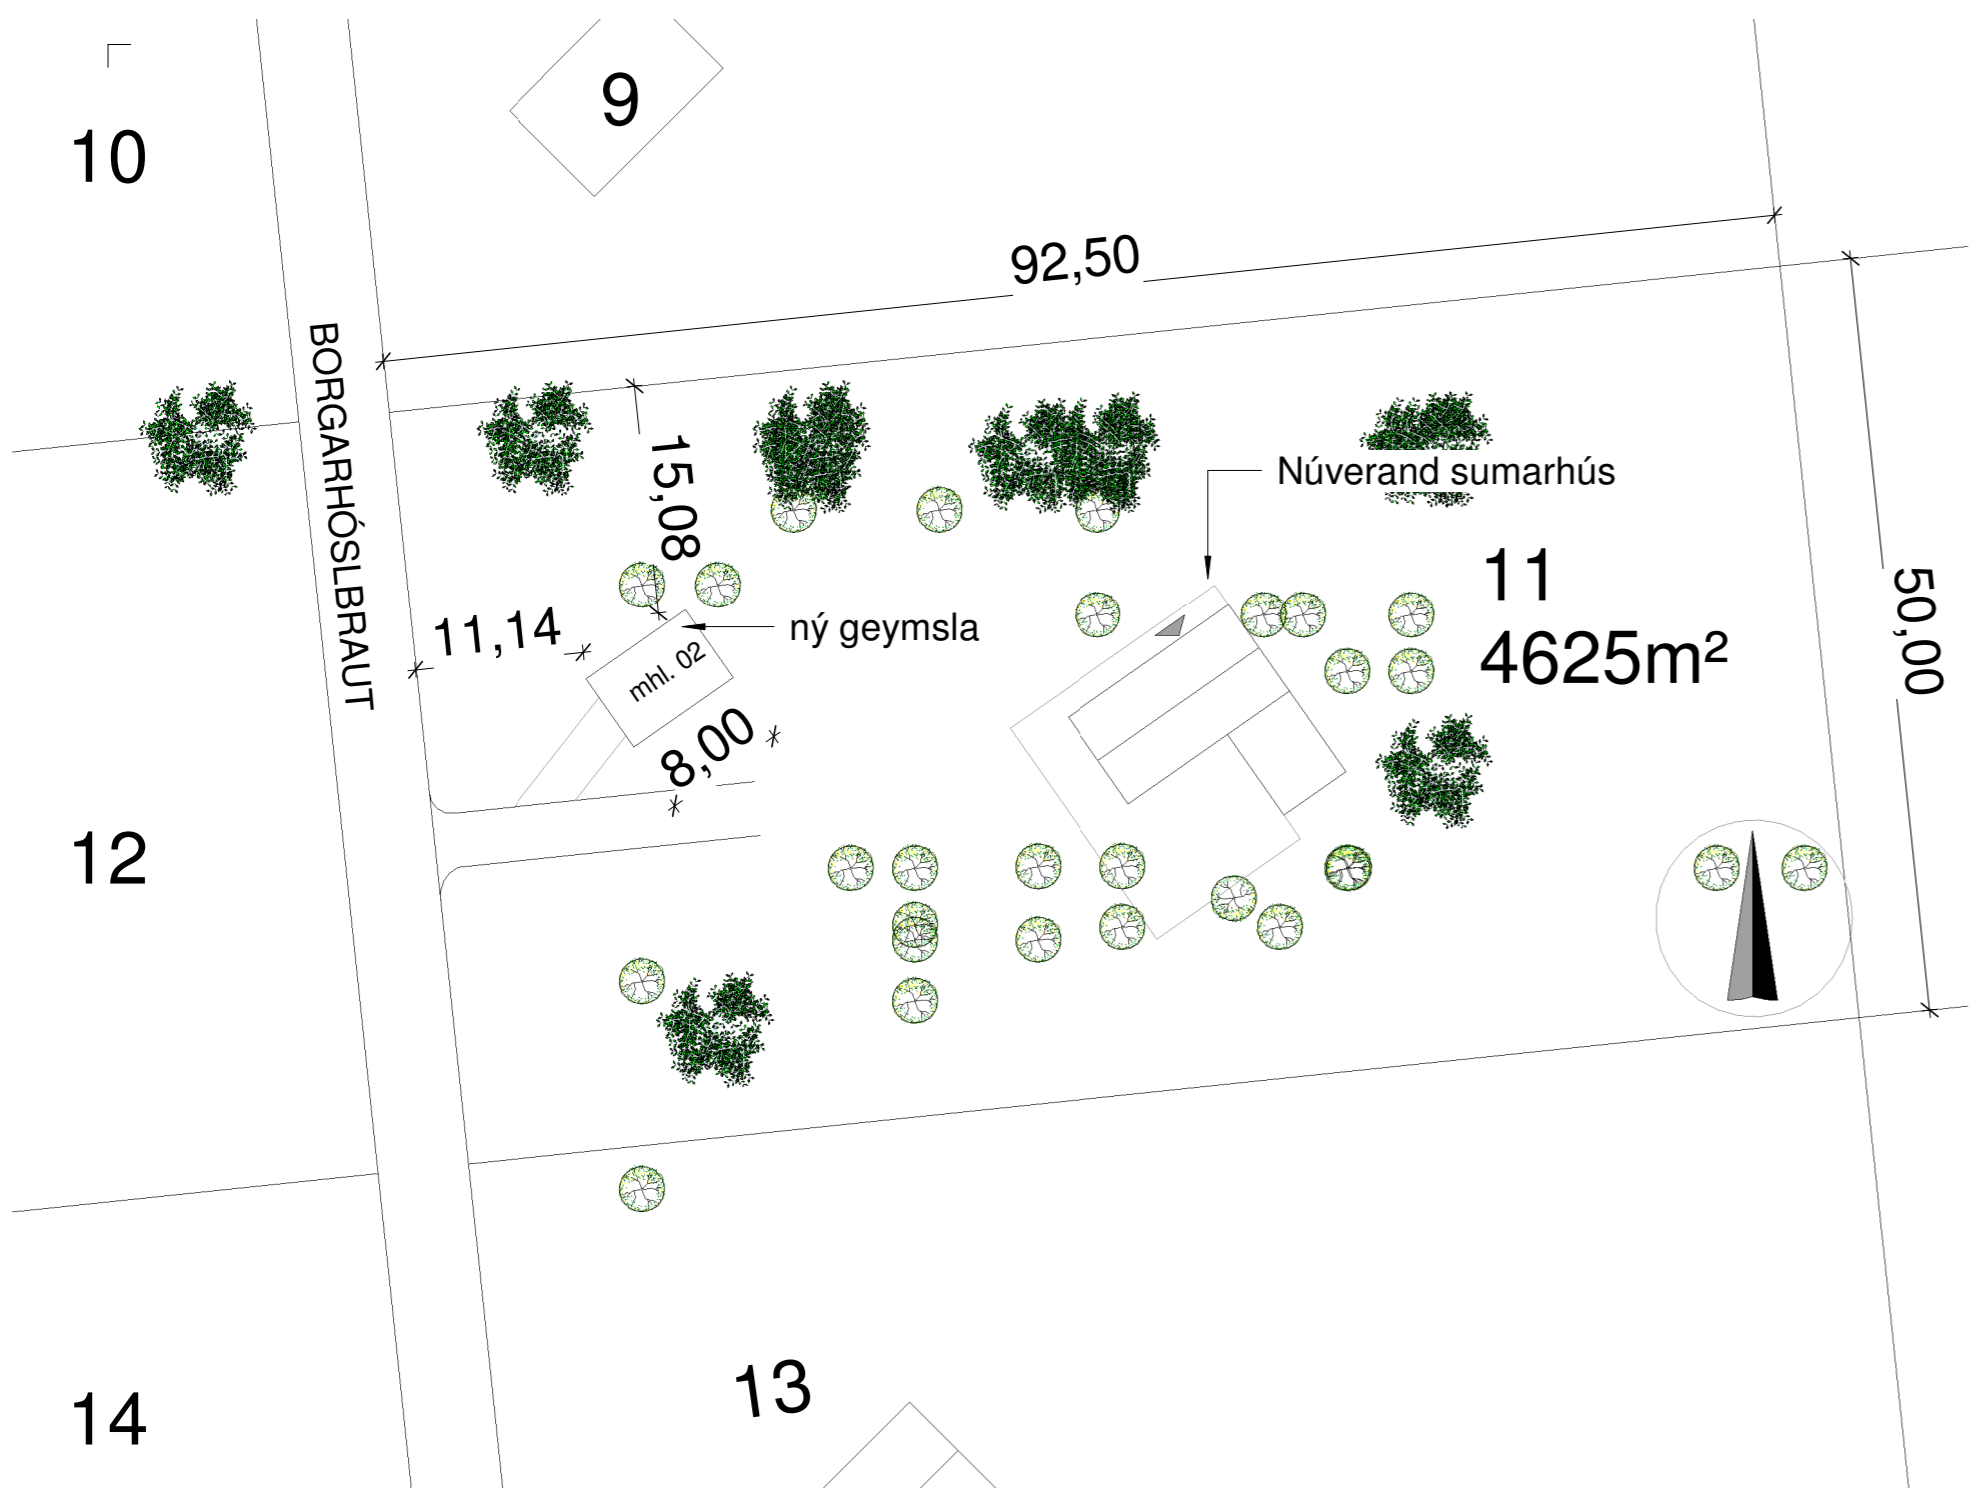 9
10
92,50
BORGARHÓSLBRAUT
15,08
Núverand sumarhús
11
4625m²
50,00
11,14
ný geymsla
mhl. 02
8,00
12
13
14